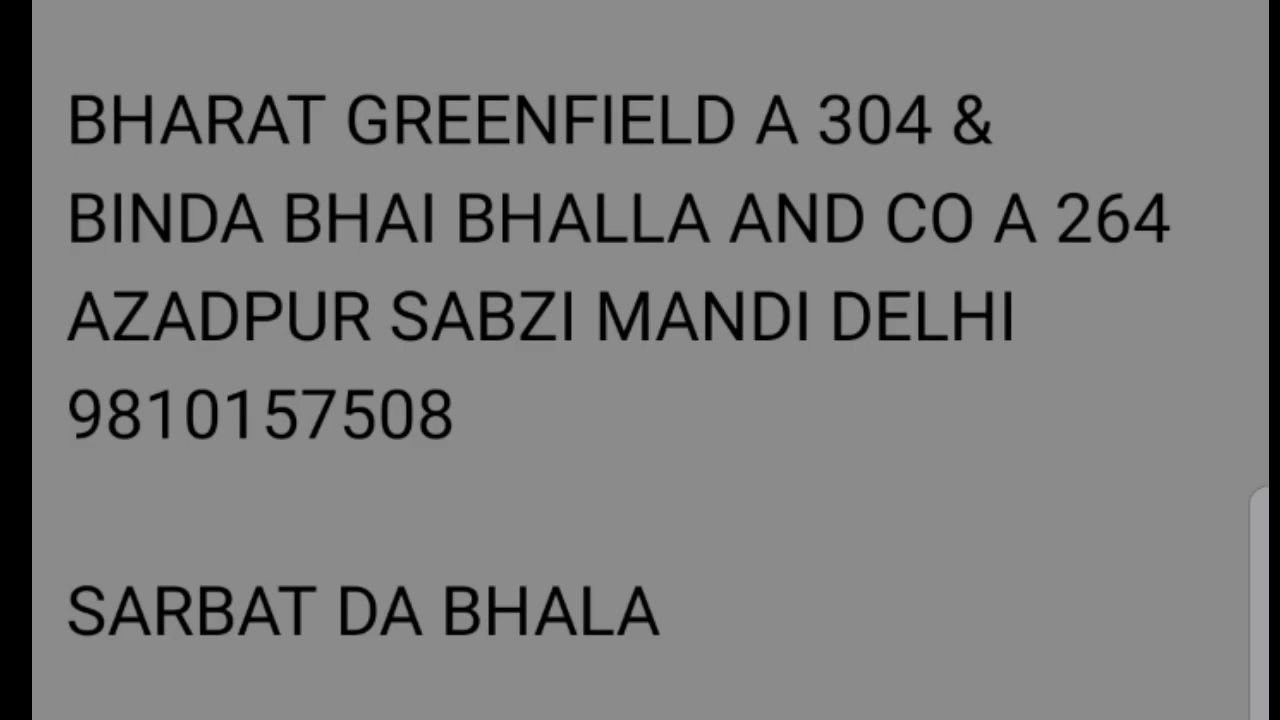 BHARAT GREENFIELD A 304 &
BINDA BHAI BHALLA AND CO A 264
AZADPUR SABZI MANDI DELHI
9810157508
SARBAT DA BHALA